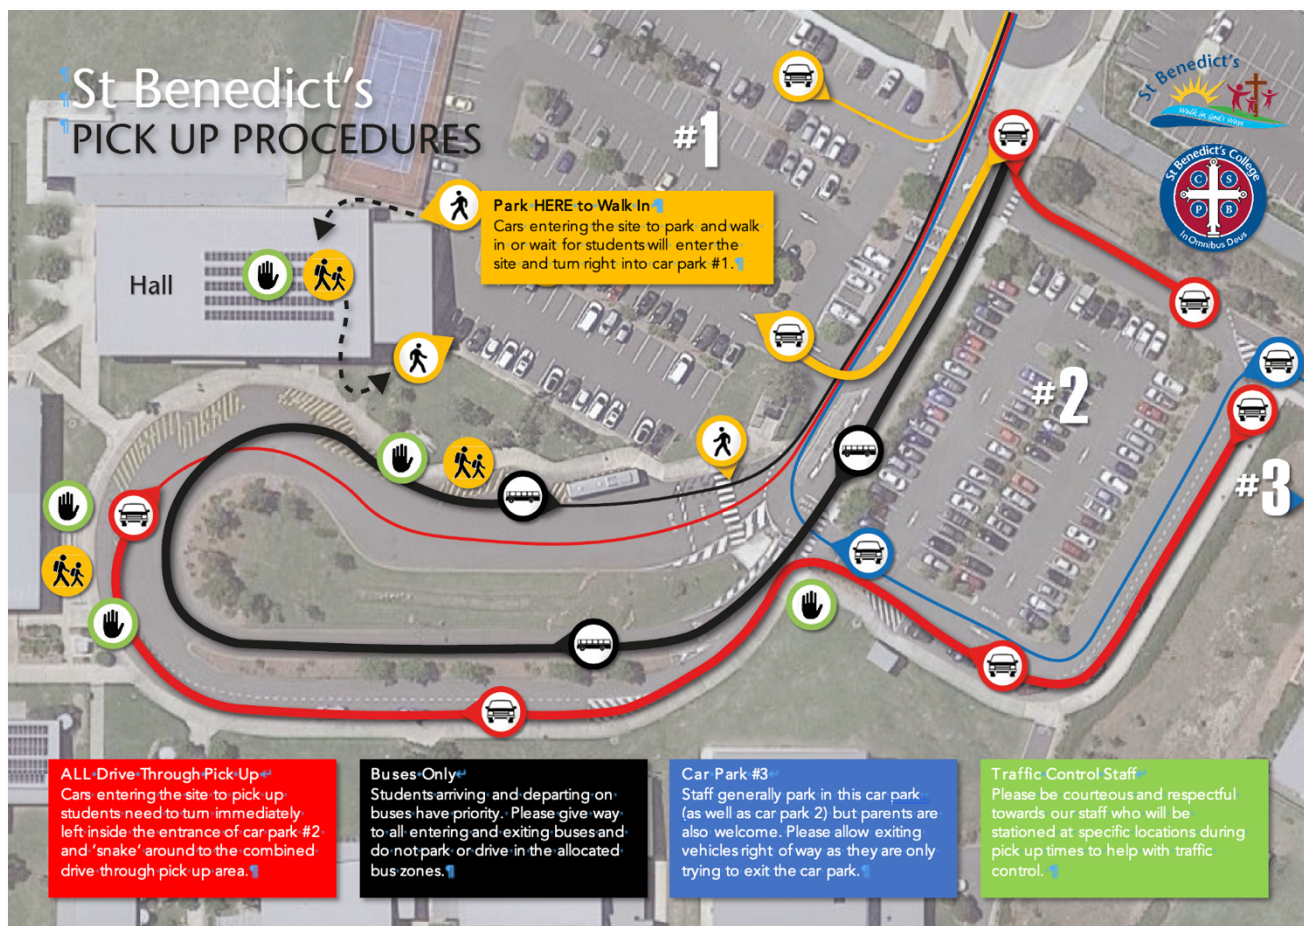 St Benedict's
PICK UP PROCEDURES
#1
St Benedict's
Walk in God's Ways
St Benedict's College
C S
P B
In Omnibus Deus
Park HERE to Walk In
Cars entering the site to park and walk
in or wait for students will enter the
site and turn right into car park #1.
Hall
#2
#3
ALL Drive Through Pick Up
Cars entering the site to pick up
students need to turn immediately
left inside the entrance of car park #2
and 'snake' around to the combined
drive through pick up area.
Buses Only
Students arriving and departing on
buses have priority. Please give way
to all entering and exiting buses and
do not park or drive in the allocated
bus zones.
Car Park #3
Staff generally park in this car park
(as well as car park 2) but parents are
also welcome. Please allow exiting
vehicles right of way as they are only
trying to exit the car park.
Traffic Control Staff
Please be courteous and respectful
towards our staff who will be
stationed at specific locations during
pick up times to help with traffic
control.